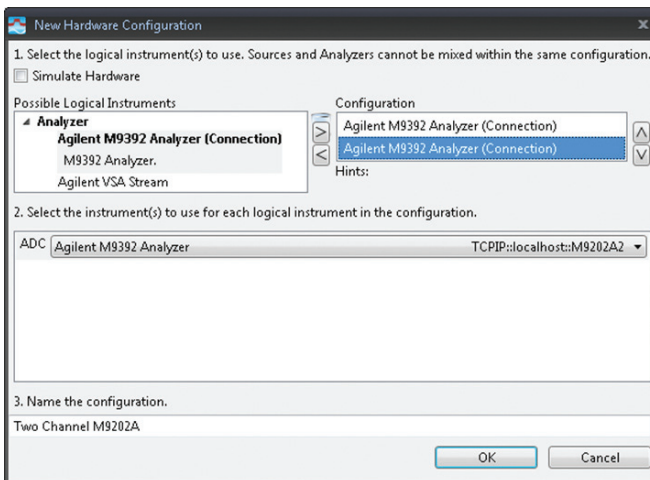 New Hardware Configuration
1. Select the logical instrument(s) to use. Sources and Analyzers cannot be mixed within the same configuration.
Simulate Hardware
Possible Logical Instruments
Analyzer
Agilent M9392 Analyzer (Connection)
M9392 Analyzer.
Agilent VSA Stream
Configuration
Agilent M9392 Analyzer (Connection)
Agilent M9392 Analyzer (Connection)
Hints:
2. Select the instrument(s) to use for each logical instrument in the configuration.
ADC Agilent M9392 Analyzer TCPIP::localhost::M9202A2
3. Name the configuration.
Two Channel M9202A
OK Cancel